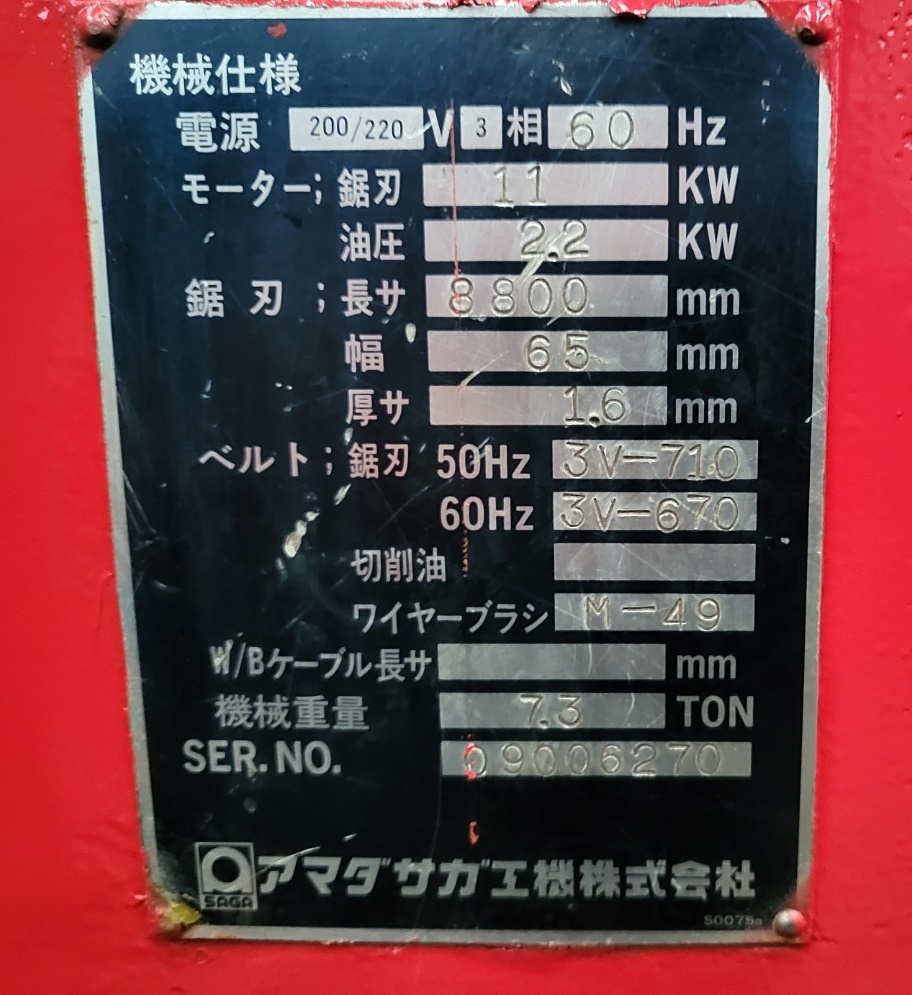 機械仕様
電源 200/220 V 3 相 60 Hz
モーター; 鋸刃 11 KW
油圧 2.2 KW
鋸刃 ; 長サ 8800 mm
幅 65 mm
厚サ 1.6 mm
ベルト; 鋸刃 50Hz 3V-710
60Hz 3V-670
切削油
ワイヤーブラシ M-49
W/Bケーブル長サ mm
機械重量 7.3 TON
SER. NO. 09006270
SAGA アマダサガ工機株式会社